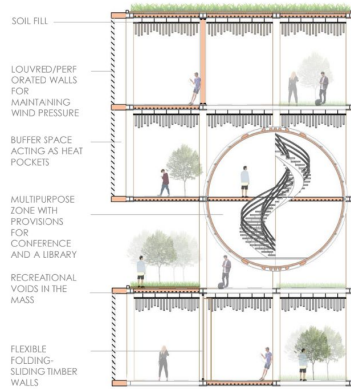 SOIL FILL
LOUVRED/PERF
ORATED WALLS
FOR
MAINTAINING
WIND PRESSURE
BUFFER SPACE
ACTING AS HEAT
POCKETS
MULTIPURPOSE
ZONE WITH
PROVISIONS
FOR
CONFERENCE
AND A LIBRARY
RECREATIONAL
VOIDS IN THE
MASS
FLEXIBLE
FOLDING-
SLIDING TIMBER
WALLS